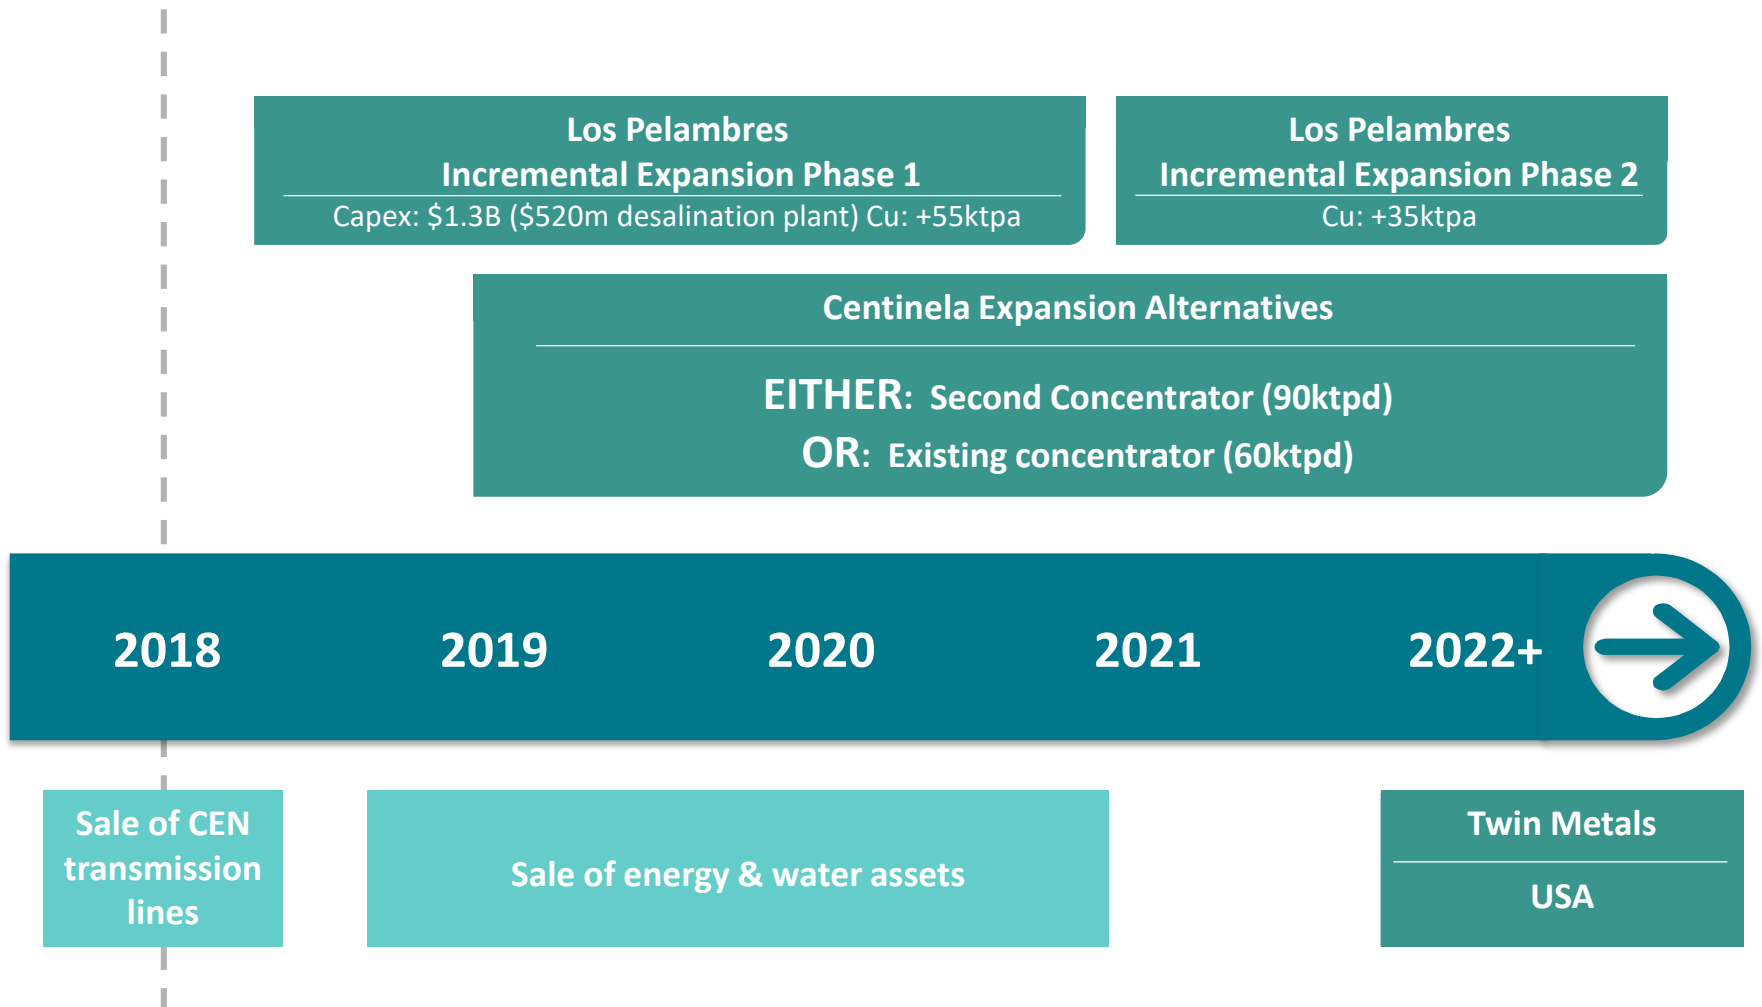 Los Pelambres
Incremental Expansion Phase 1
Capex: $1.3B ($520m desalination plant) Cu: +55ktpa
Los Pelambres
Incremental Expansion Phase 2
Cu: +35ktpa
Centinela Expansion Alternatives
EITHER: Second Concentrator (90ktpd)
OR: Existing concentrator (60ktpd)
2018 2019 2020 2021 2022+
Sale of CEN
transmission
lines
Sale of energy & water assets
Twin Metals
USA